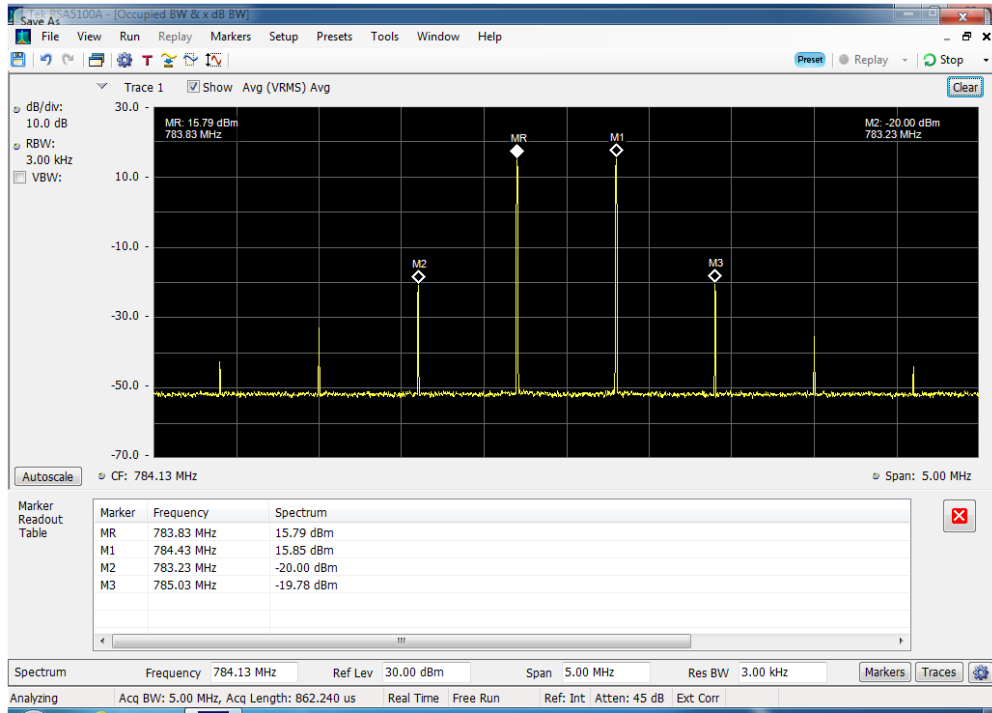 Tek RSA5100A - [Occupied BW & x dB BW]
Save As
File View Run Replay Markers Setup Presets Tools Window Help
Preset Replay Stop
Trace 1 Show Avg (VRMS) Avg Clear
dB/div:
10.0 dB
RBW:
3.00 kHz
VBW:
30.0
10.0
-10.0
-30.0
-50.0
-70.0
MR: 15.79 dBm
783.83 MHz
M2: -20.00 dBm
783.23 MHz
MR M1
M2 M3
Autoscale CF: 784.13 MHz Span: 5.00 MHz
Marker
Readout
Table
Marker Frequency Spectrum
MR 783.83 MHz 15.79 dBm
M1 784.43 MHz 15.85 dBm
M2 783.23 MHz -20.00 dBm
M3 785.03 MHz -19.78 dBm
Spectrum Frequency 784.13 MHz Ref Lev 30.00 dBm Span 5.00 MHz Res BW 3.00 kHz Markers Traces
Analyzing Acq BW: 5.00 MHz, Acq Length: 862.240 us Real Time Free Run Ref: Int Atten: 45 dB Ext Corr